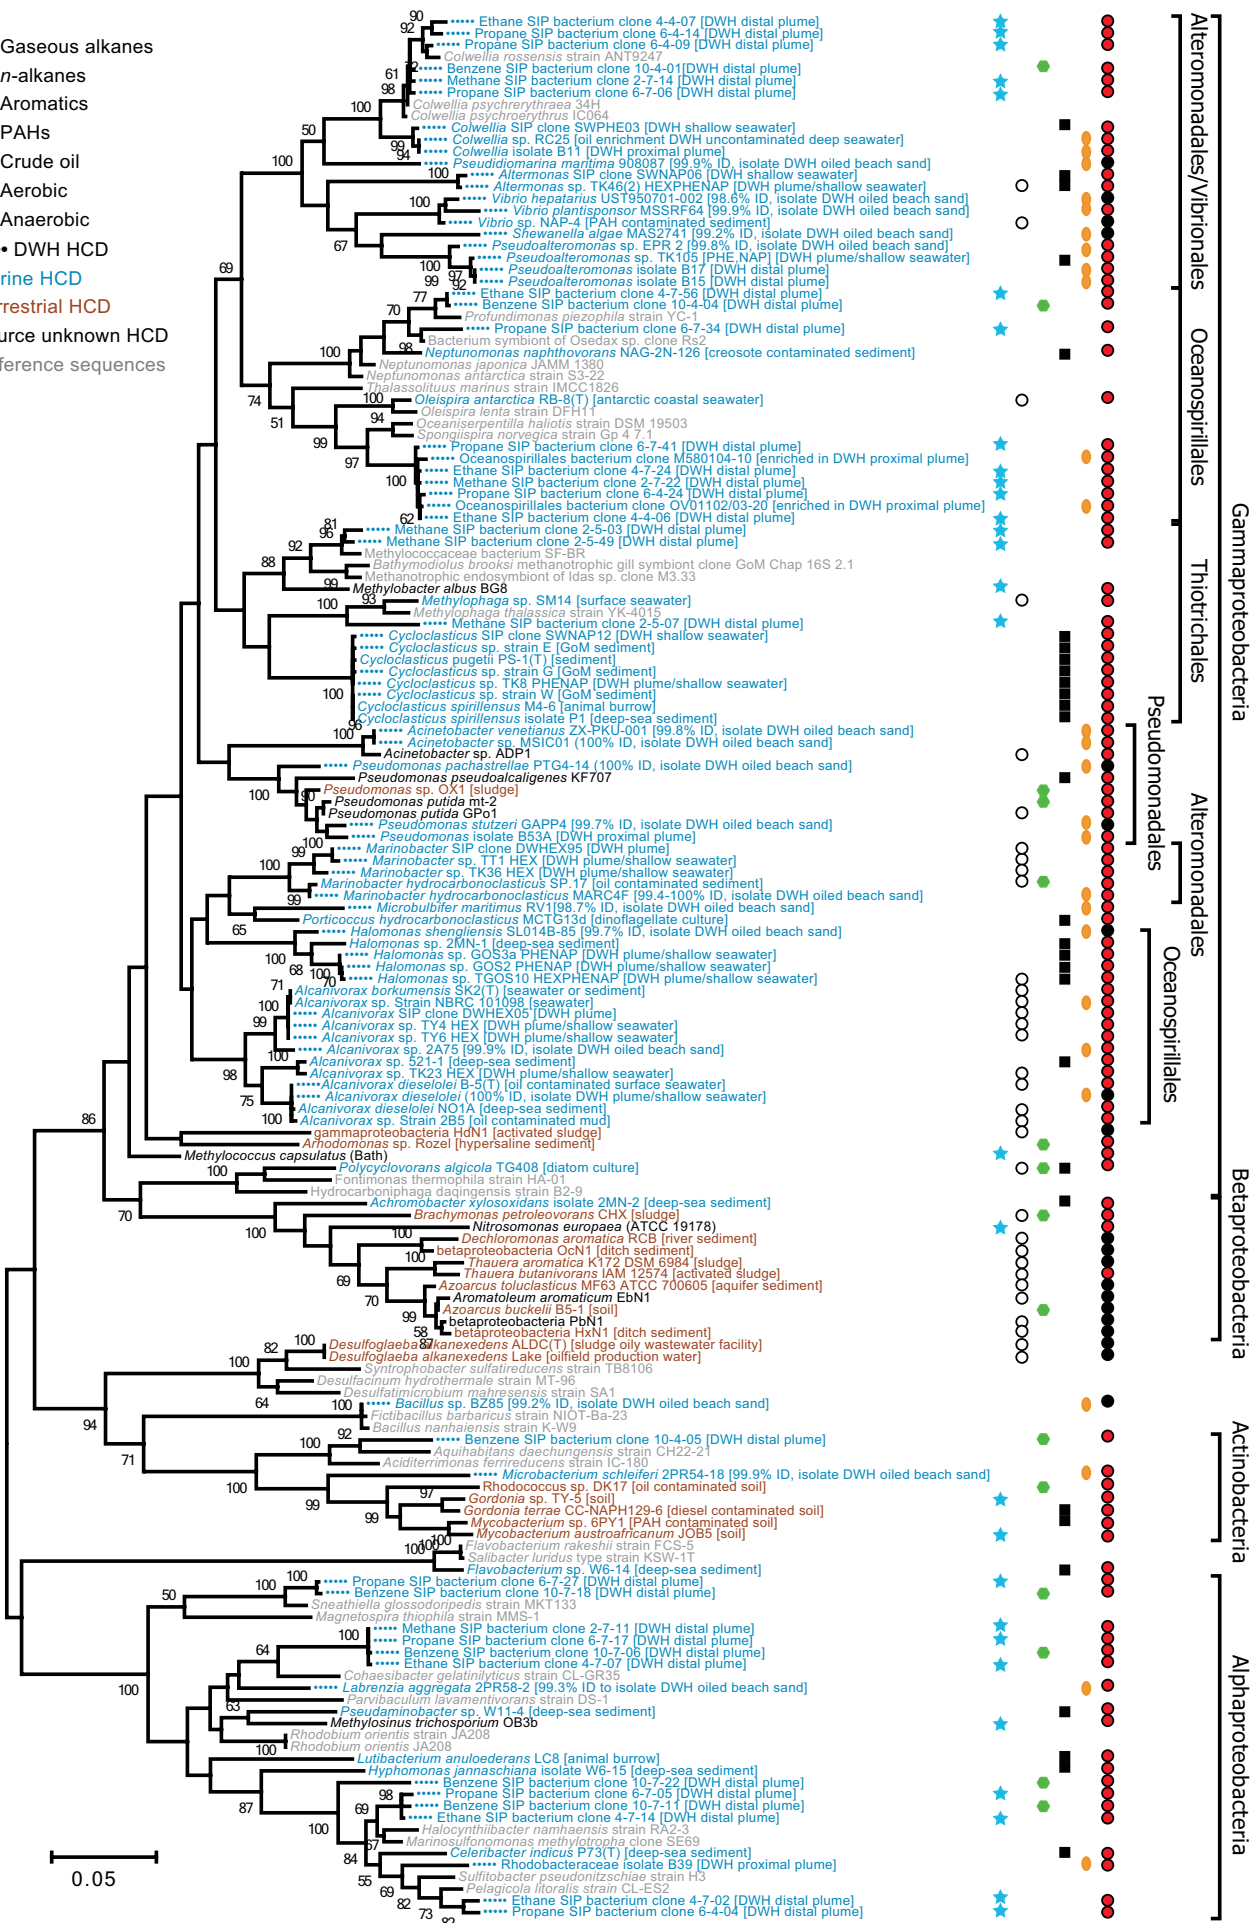 Gaseous alkanes
n-alkanes
Aromatics
PAHs
Crude oil
Aerobic
Anaerobic
• DWH HCD
rine HCD
rrestrial HCD
urce unknown HCD
ference sequences
Ethane SIP bacterium clone 4-4-07 [DWH distal plume]
Propane SIP bacterium clone 6-4-14 [DWH distal plume]
Propane SIP bacterium clone 6-4-09 [DWH distal plume]
Colwellia rossensis strain ANT9247
Benzene SIP bacterium clone 10-4-01[DWH distal plume]
Methane SIP bacterium clone 2-7-14 [DWH distal plume]
Propane SIP bacterium clone 6-7-06 [DWH distal plume]
Colwellia psychrerythraea 34H
Colwellia psychroerythrus IC064
Colwellia SIP clone SWPHE03 [DWH shallow seawater]
Colwellia sp. RC25 [oil enrichment DWH uncontaminated deep seawater]
Colwellia isolate B11 [DWH proximal plume]
Pseudidiomarina maritima 908087 [99.9% ID, isolate DWH oiled beach sand]
Altermonas SIP clone SWNAP06 [DWH shallow seawater]
Altermonas sp. TK46(2) HEXPHENAP [DWH plume/shallow seawater]
Vibrio hepatarius UST950701-002 [98.6% ID, isolate DWH oiled beach sand]
Vibrio plantisponsor MSSRF64 [99.9% ID, isolate DWH oiled beach sand]
Vibrio sp. NAP-4 [PAH contaminated sediment]
Shewanella algae MAS2741 [99.2% ID, isolate DWH oiled beach sand]
Pseudoalteromonas sp. EPR 2 [99.8% ID, isolate DWH oiled beach sand]
Pseudoalteromonas sp. TK105 [PHE,NAP] [DWH plume/shallow seawater]
Pseudoalteromonas isolate B17 [DWH plume]
Pseudoalteromonas isolate B15 [DWH plume]
Ethane SIP bacterium clone 4-7-56 [DWH distal plume]
Benzene SIP bacterium clone 10-4-04 [DWH distal plume]
Profundimonas piezophila strain YC-1
Propane SIP bacterium clone 6-7-34 [DWH distal plume]
Bacterium symbiont of Osedax sp. clone Rs2
Neptunomonas naphthovorans NAG-2N-126 [creosote contaminated sediment]
Neptunomonas japonica JAMM 1380
Neptunomonas antarctica strain S3-22
Thalassolituus marinus strain IMCC1826
Oleispira antarctica RB-8(T) [antarctic coastal seawater]
Oleispira lenta strain DFH11
Oceaniserpentilla haliotis strain DSM 19503
Spongiispira norvegica strain Gp 4 7.1
Propane SIP bacterium clone 6-7-41 [DWH distal plume]
Oceanospirillales bacterium clone M580104-10 [enriched in DWH proximal plume]
Ethane SIP bacterium clone 4-7-24 [DWH distal plume]
Methane SIP bacterium clone 2-7-22 [DWH distal plume]
Propane SIP bacterium clone 6-4-24 [DWH distal plume]
Oceanospirillales bacterium clone OV01102/03-20 [enriched in DWH proximal plume]
Ethane SIP bacterium clone 4-4-06 [DWH distal plume]
Methane SIP bacterium clone 2-5-03 [DWH distal plume]
Methane SIP bacterium clone 2-5-49 [DWH distal plume]
Methylococcaceae bacterium SF-BR
Bathymodiolus brooksi methanotrophic gill symbiont clone GoM Chap 16S 2.1
Methanotrophic endosymbiont of Idas sp. clone M3.33
Methylobacter albus BG8
Methylophaga sp. SM14 [surface seawater]
Methylophaga thalassica strain YK-4015
Methane SIP bacterium clone 2-5-07 [DWH distal plume]
Cycloclasticus SIP clone SWNAP12 [DWH shallow seawater]
Cycloclasticus sp. strain E [GoM sediment]
Cycloclasticus pugetii PS-1(T) [sediment]
Cycloclasticus sp. strain G [GoM sediment]
Cycloclasticus sp. TK8 PHENAP [DWH plume/shallow seawater]
Cycloclasticus sp. strain W [GoM sediment]
Cycloclasticus spirillensus M4-6 [animal burrow]
Cycloclasticus spirillensus isolate P1 [deep-sea sediment]
Acinetobacter venetianus ZX-PKU-001 [99.8% ID, isolate DWH oiled beach sand]
Acinetobacter sp. MSIC01 (100% ID, isolate DWH oiled beach sand]
Acinetobacter sp. ADP1
Pseudomonas pachastrellae PTG4-14 (100% ID, isolate DWH oiled beach sand]
Pseudomonas pseudoalcaligenes KF707
Pseudomonas sp. OX1 [sludge]
Pseudomonas putida mt-2
Pseudomonas putida GPo1
Pseudomonas stutzeri GAPP4 [99.7% ID, isolate DWH oiled beach sand]
Pseudomonas isolate B53A [DWH proximal plume]
Marinobacter SIP clone DWHEX95 [DWH plume]
Marinobacter sp. TT1 HEX [DWH plume/shallow seawater]
Marinobacter sp. TK36 HEX [DWH plume/shallow seawater]
Marinobacter hydrocarbonoclasticus SP.17 [oil contaminated sediment]
Marinobacter hydrocarbonoclasticus MARC4F [99.4-100% ID, isolate DWH oiled beach sand]
Microbulbifer maritimus RV1[98.7% ID, isolate DWH oiled beach sand]
Porticoccus hydrocarbonoclasticus MCTG13d [dinoflagellate culture]
Halomonas shengliensis SL014B-85 [99.7% ID, isolate DWH oiled beach sand]
Halomonas sp. 2MN-1 [deep-sea sediment]
Halomonas sp. GOS3a PHENAP [DWH plume/shallow seawater]
Halomonas sp. GOS2 PHENAP [DWH plume/shallow seawater]
Halomonas sp. TGOS10 HEXPHENAP [DWH plume/shallow seawater]
Alcanivorax borkumensis SK2(T) [seawater or sediment]
Alcanivorax sp. Strain NBRC 101098 [seawater]
Alcanivorax SIP clone DWHEX05 [DWH plume]
Alcanivorax sp. TY4 HEX [DWH plume/shallow seawater]
Alcanivorax sp. TY6 HEX [DWH plume/shallow seawater]
Alcanivorax sp. 2A75 [99.9% ID, isolate DWH oiled beach sand]
Alcanivorax sp. 521-1 [deep-sea sediment]
Alcanivorax sp. TK23 HEX [DWH plume/shallow seawater]
Alcanivorax dieselolei B-5(T) [oil contaminated surface seawater]
Alcanivorax dieselolei (100% ID, isolate DWH plume/shallow seawater]
Alcanivorax dieselolei NO1A [deep-sea sediment]
Alcanivorax sp. Strain 2B5 [oil contaminated mud]
gammaproteobacteria HdN1 [activated sludge]
Arhodomonas sp. Rozel [hypersaline sediment]
Methylococcus capsulatus (Bath)
Polycyclovorans algicola TG408 [diatom culture]
Fontimonas thermophila strain HA-01
Hydrocarboniphaga daqingensis strain B2-9
Achromobacter xylosoxidans isolate 2MN-2 [deep-sea sediment]
Brachymonas petroleovorans CHX [sludge]
Nitrosomonas europaea (ATCC 19178)
Dechloromonas aromatica RCB [river sediment]
betaproteobacteria OcN1 [ditch sediment]
Thauera aromatica K172 DSM 6984 [sludge]
Thauera butanivorans IAM 12574 [activated sludge]
Azoarcus toluclasticus MF63 ATCC 700605 [aquifer sediment]
Aromatoleum aromaticum EbN1
Azoarcus buckelii B5-1 [soil]
betaproteobacteria PbN1
betaproteobacteria HxN1 [ditch sediment]
Desulfoglaeba alkanexedens ALDC(T) [sludge oily wastewater facility]
Desulfoglaeba alkanexedens Lake [oilfield production water]
Syntrophobacter sulfatireducens strain TB8106
Desulfacinum hydrothermale strain MT-96
Desulfatimicrobium mahresensis strain SA1
Bacillus sp. BZ85 [99.2% ID, isolate DWH oiled beach sand]
Fictibacillus barbaricus strain NIOT-Ba-23
Bacillus nanhaiensis strain K-W9
Benzene SIP bacterium clone 10-4-05 [DWH distal plume]
Aquihabitans daechungensis strain CH22-21
Aciditerrimonas ferrireducens strain IC-180
Microbacterium schleiferi 2PR54-18 [99.9% ID, isolate DWH oiled beach sand]
Rhodococcus sp. DK17 [oil contaminated soil]
Gordonia sp. TY-5 [soil]
Gordonia terrae CC-NAPH129-6 [diesel contaminated soil]
Mycobacterium sp. 6PY1 [PAH contaminated soil]
Mycobacterium austroafricanum JOB5 [soil]
Flavobacterium rakeshii strain FCS-5
Salibacter luridus type strain KSW-1T
Flavobacterium sp. W6-14 [deep-sea sediment]
Propane SIP bacterium clone 6-7-27 [DWH distal plume]
Benzene SIP bacterium clone 10-7-18 [DWH distal plume]
Sneathiella glossodoripedis strain MKT133
Magnetospira thiophila strain MMS-1
Methane SIP bacterium clone 2-7-11 [DWH distal plume]
Propane SIP bacterium clone 6-7-17 [DWH distal plume]
Benzene SIP bacterium clone 10-7-06 [DWH distal plume]
Ethane SIP bacterium clone 4-7-07 [DWH distal plume]
Cohaesibacter gelatinilyticus strain CL-GR35
Labrenzia aggregata 2PR58-2 [99.3% ID to isolate DWH oiled beach sand]
Parvibaculum lavamentivorans strain DS-1
Pseudaminobacter sp. W11-4 [deep-sea sediment]
Methylosinus trichosporium OB3b
Rhodobium orientis strain JA208
Rhodobium orientis JA208
Lutibacterium anuloederans LC8 [animal burrow]
Hyphomonas jannaschiana isolate W6-15 [deep-sea sediment]
Benzene SIP bacterium clone 10-7-22 [DWH distal plume]
Propane SIP bacterium clone 6-7-05 [DWH distal plume]
Benzene SIP bacterium clone 10-7-11 [DWH distal plume]
Ethane SIP bacterium clone 4-7-14 [DWH distal plume]
Halocynthiibacter namhaensis strain RA2-3
Marinosulfonomonas methylotropha clone SE69
Celeribacter indicus P73(T) [deep-sea sediment]
Rhodobacteraceae isolate B39 [DWH proximal plume]
Sulfitobacter pseudonitzschiae strain H3
Pelagicola litoralis strain CL-ES2
Ethane SIP bacterium clone 4-7-02 [DWH distal plume]
Propane SIP bacterium clone 6-4-04 [DWH distal plume]
0.05
Alteromonadales/Vibrionales
Oceanospirillales
Thiotrichales
Pseudomonadales
Alteromonadales
Oceanospirillales
Gammaproteobacteria
Betaproteobacteria
Actinobacteria
Alphaproteobacteria